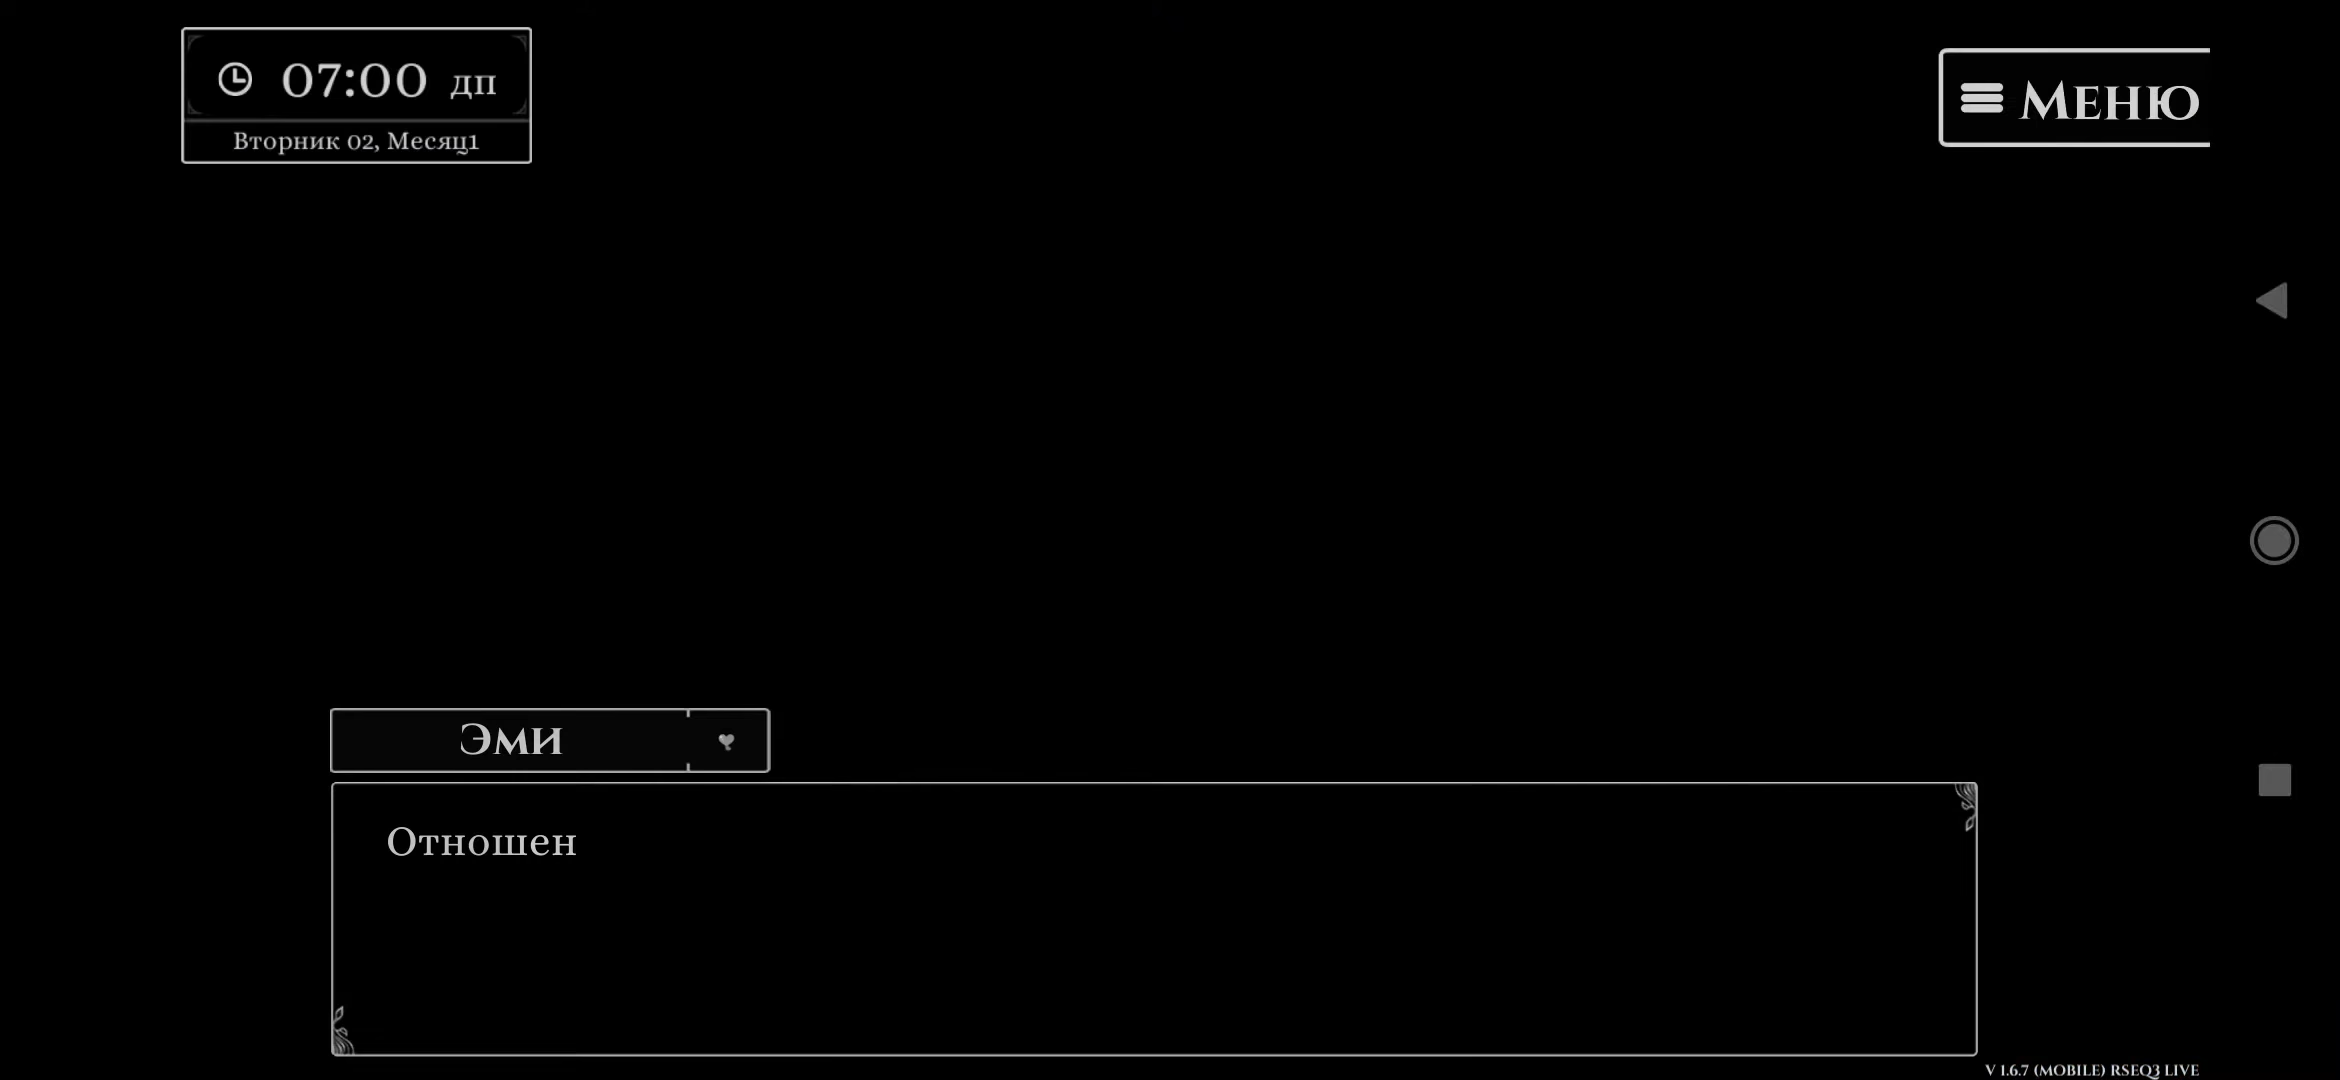 07:00 дп
Вторник 02, Месяц1
Меню
Эми
Отношен
V 1.6.7 (MOBILE) RSEQ3 LIVE